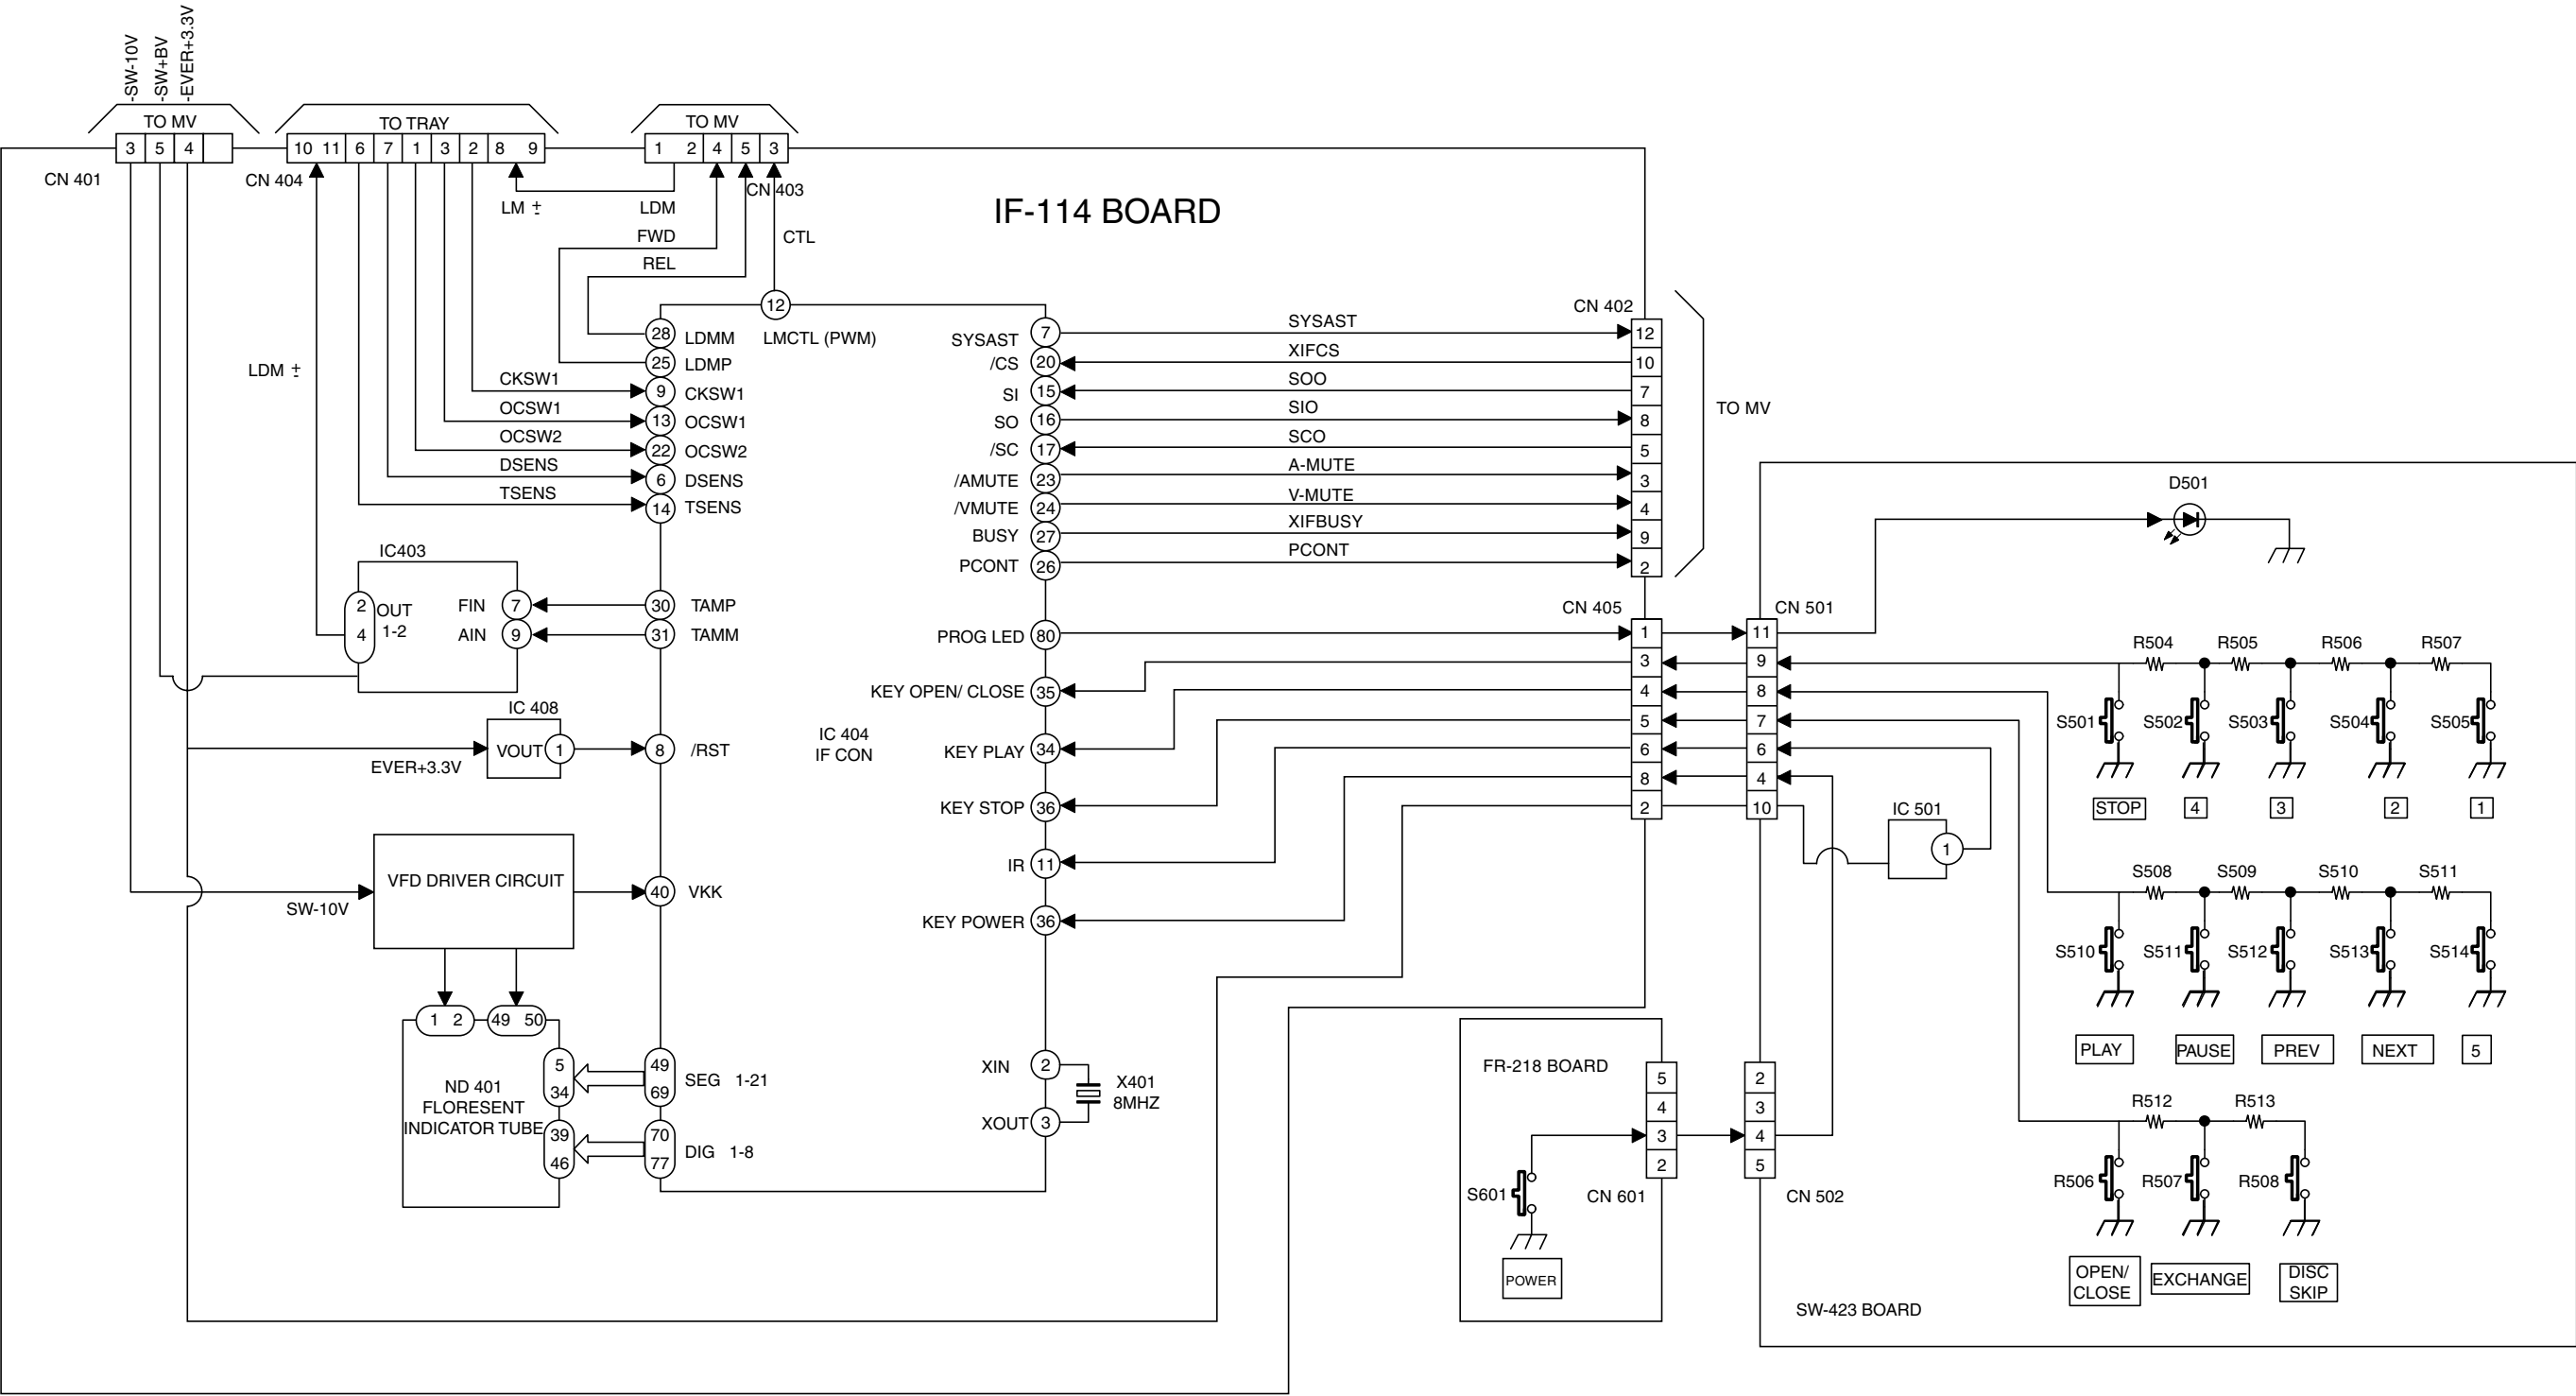 -SW-10V
-SW+BV
-EVER+3.3V
TO MV
3 5 4
CN 401
TO TRAY
10 11 6 7 1 3 2 8 9
CN 404
TO MV
1 2 4 5 3
CN 403
LM ±
LDM
FWD
REL
CTL
IF-114 BOARD
12
LMCTL (PWM)
LDM ±
28 LDMM
25 LDMP
CKSW1 9 CKSW1
OCSW1 13 OCSW1
OCSW2 22 OCSW2
DSENS 6 DSENS
TSENS 14 TSENS
IC403
2 4 OUT 1-2
FIN 7 30 TAMP
AIN 9 31 TAMM
IC 408
VOUT 1 8 /RST
EVER+3.3V
IC 404
IF CON
VFD DRIVER CIRCUIT
40 VKK
SW-10V
1 2 49 50
ND 401
FLORESENT
INDICATOR TUBE
5 34
49 69
SEG 1-21
39 46
70 77
DIG 1-8
CN 402
SYSAST 7 SYSAST 12
/CS 20 XIFCS 10
SI 15 SOO 7
SO 16 SIO 8
/SC 17 SCO 5
/AMUTE 23 A-MUTE 3
/VMUTE 24 V-MUTE 4
BUSY 27 XIFBUSY 9
PCONT 26 PCONT 2
TO MV
CN 405
CN 501
PROG LED 80
KEY OPEN/ CLOSE 35
KEY PLAY 34
KEY STOP 36
IR 11
KEY POWER 36
1 11
3 9
4 8
5 7
6 6
8 4
2 10
XIN 2
XOUT 3
X401
8MHZ
D501
IC 501
1
R504 R505 R506 R507
S501 S502 S503 S504 S505
STOP 4 3 2 1
S508 S509 S510 S511
S510 S511 S512 S513 S514
PLAY PAUSE PREV NEXT 5
R512 R513
R506 R507 R508
OPEN/
CLOSE
EXCHANGE
DISC
SKIP
FR-218 BOARD
5 2
4 3
3 4
2 5
S601
CN 601
CN 502
POWER
SW-423 BOARD